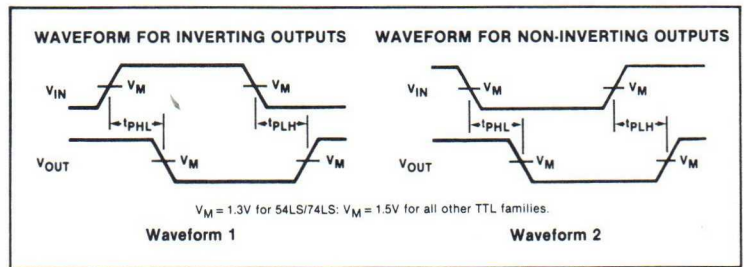 WAVEFORM FOR INVERTING OUTPUTS
WAVEFORM FOR NON-INVERTING OUTPUTS
VIN
VM
VM
tPHL
tPLH
VOUT
VM
VM
VIN
VM
VM
tPHL
tPLH
VOUT
VM
VM
VM = 1.3V for 54LS/74LS: VM = 1.5V for all other TTL families.
Waveform 1
Waveform 2